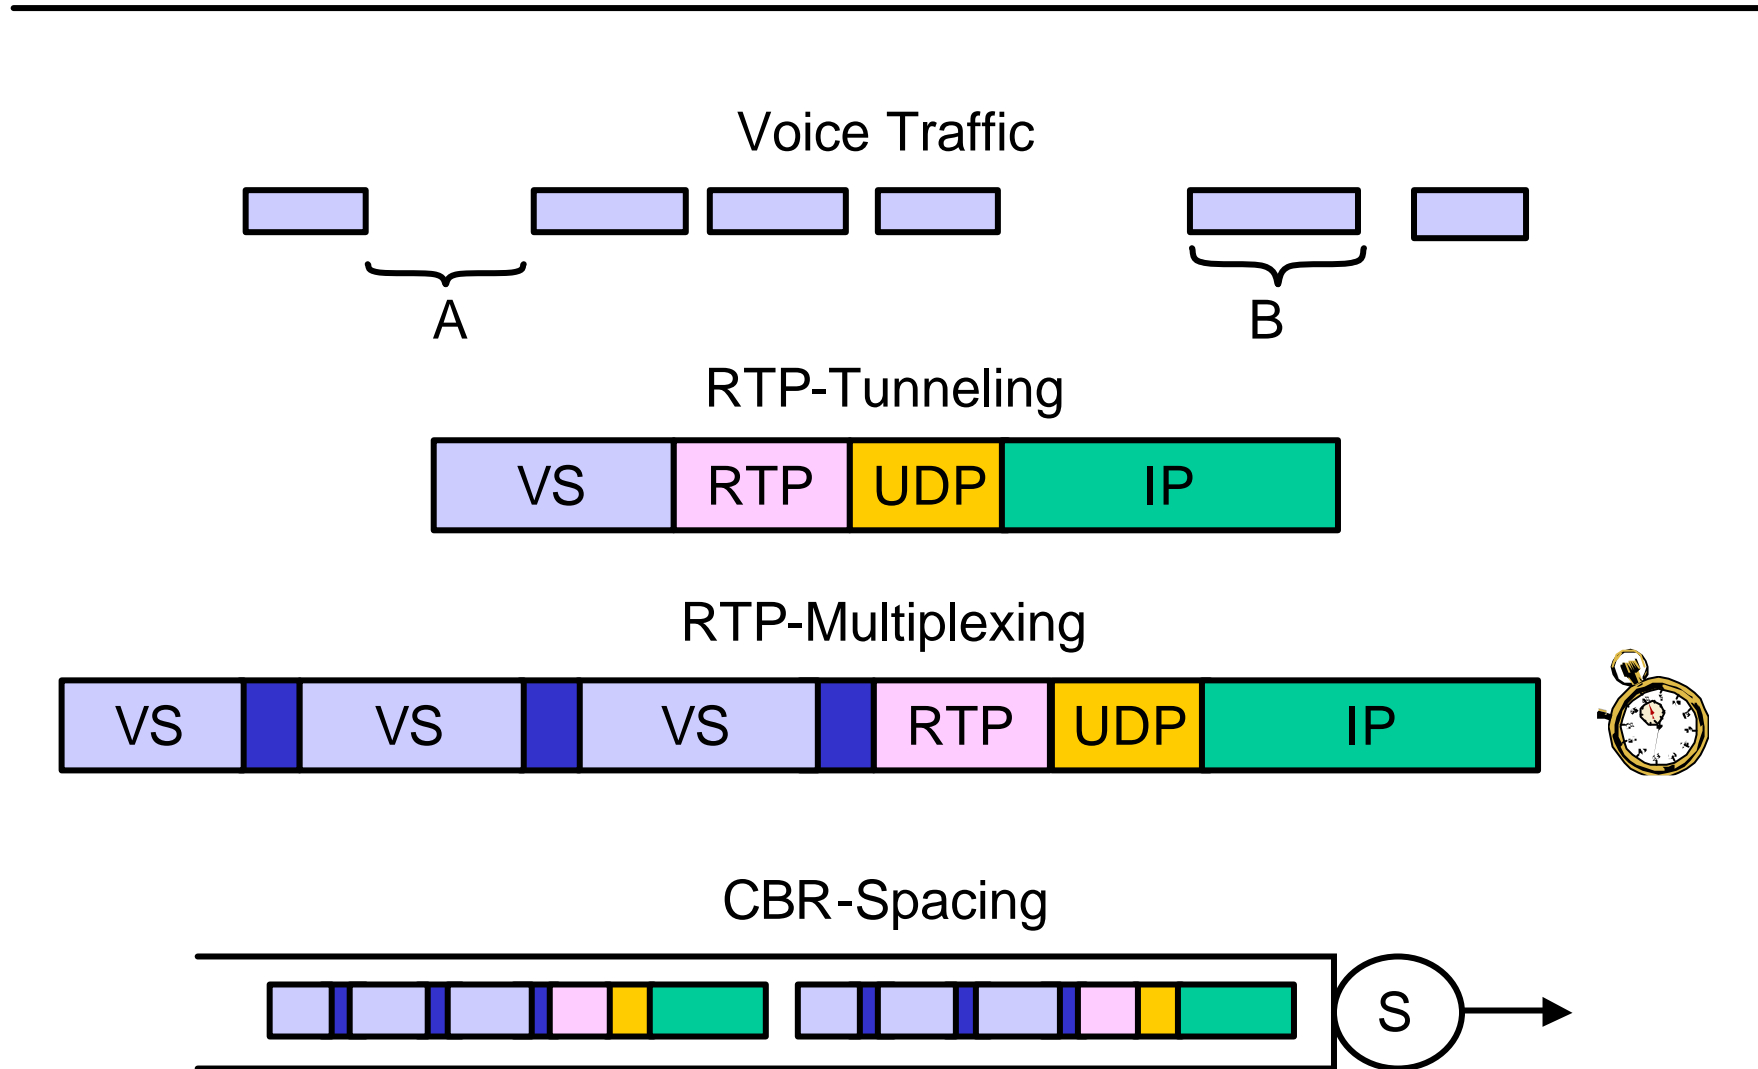 Voice Traffic
A B
RTP-Tunneling
VS RTP UDP IP
RTP-Multiplexing
VS VS VS RTP UDP IP
CBR-Spacing
S